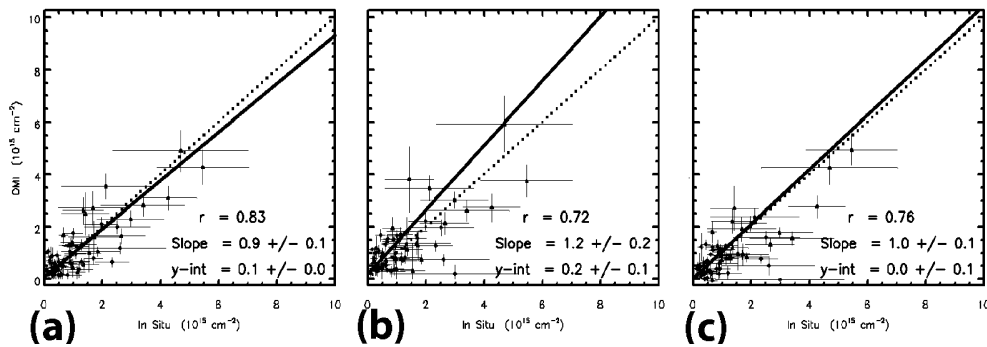 10
8
6
4
2
0
OMI (10¹⁵ cm⁻²)
r = 0.83
Slope = 0.9 +/- 0.1
y-int = 0.1 +/- 0.0
0 2 4 6 8 10
In Situ (10¹⁵ cm⁻²)
(a)
r = 0.72
Slope = 1.2 +/- 0.2
y-int = 0.2 +/- 0.1
0 2 4 6 8 10
In Situ (10¹⁵ cm⁻²)
(b)
r = 0.76
Slope = 1.0 +/- 0.1
y-int = 0.0 +/- 0.1
0 2 4 6 8 10
In Situ (10¹⁵ cm⁻²)
(c)